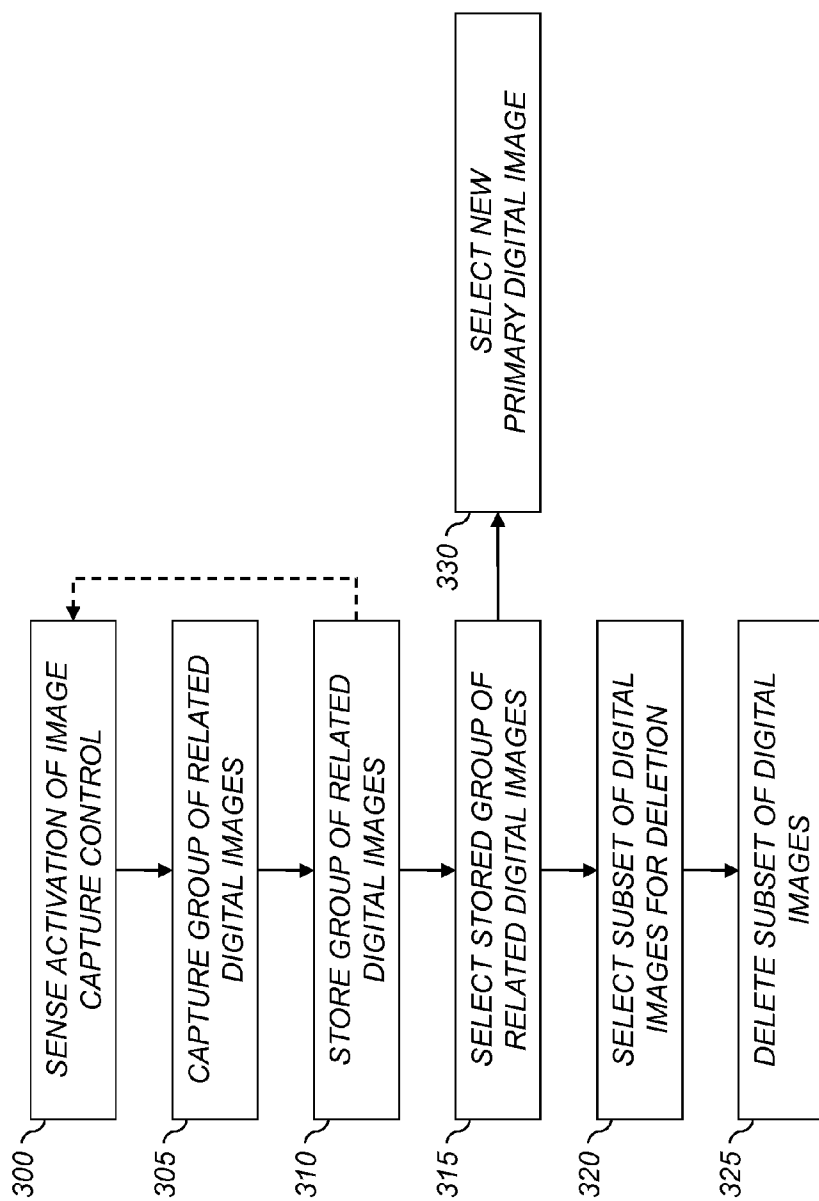 300
SENSE ACTIVATION OF IMAGE
CAPTURE CONTROL
305
CAPTURE GROUP OF RELATED
DIGITAL IMAGES
310
STORE GROUP OF RELATED
DIGITAL IMAGES
315
SELECT STORED GROUP OF
RELATED DIGITAL IMAGES
330
SELECT NEW
PRIMARY DIGITAL IMAGE
320
SELECT SUBSET OF DIGITAL
IMAGES FOR DELETION
325
DELETE SUBSET OF DIGITAL
IMAGES